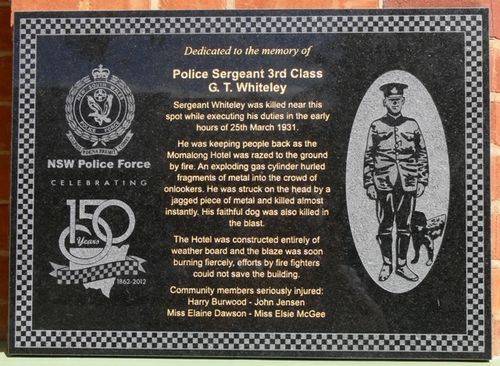 Dedicated to the memory of
Police Sergeant 3rd Class
G. T. Whiteley
Sergeant Whiteley was killed near this
spot while executing his duties in the early
hours of 25th March 1931.
He was keeping people back as the
Momalong Hotel was razed to the ground
by fire. An exploding gas cylinder hurled
fragments of metal into the crowd of
onlookers. He was struck on the head by a
jagged piece of metal and killed almost
instantly. His faithful dog was also killed in
the blast.
The Hotel was constructed entirely of
weather board and the blaze was soon
burning fiercely, efforts by fire fighters
could not save the building.
Community members seriously injured:
Harry Burwood - John Jensen
Miss Elaine Dawson - Miss Elsie McGee
NSW Police Force
CELEBRATING
150
Years
1862-2012